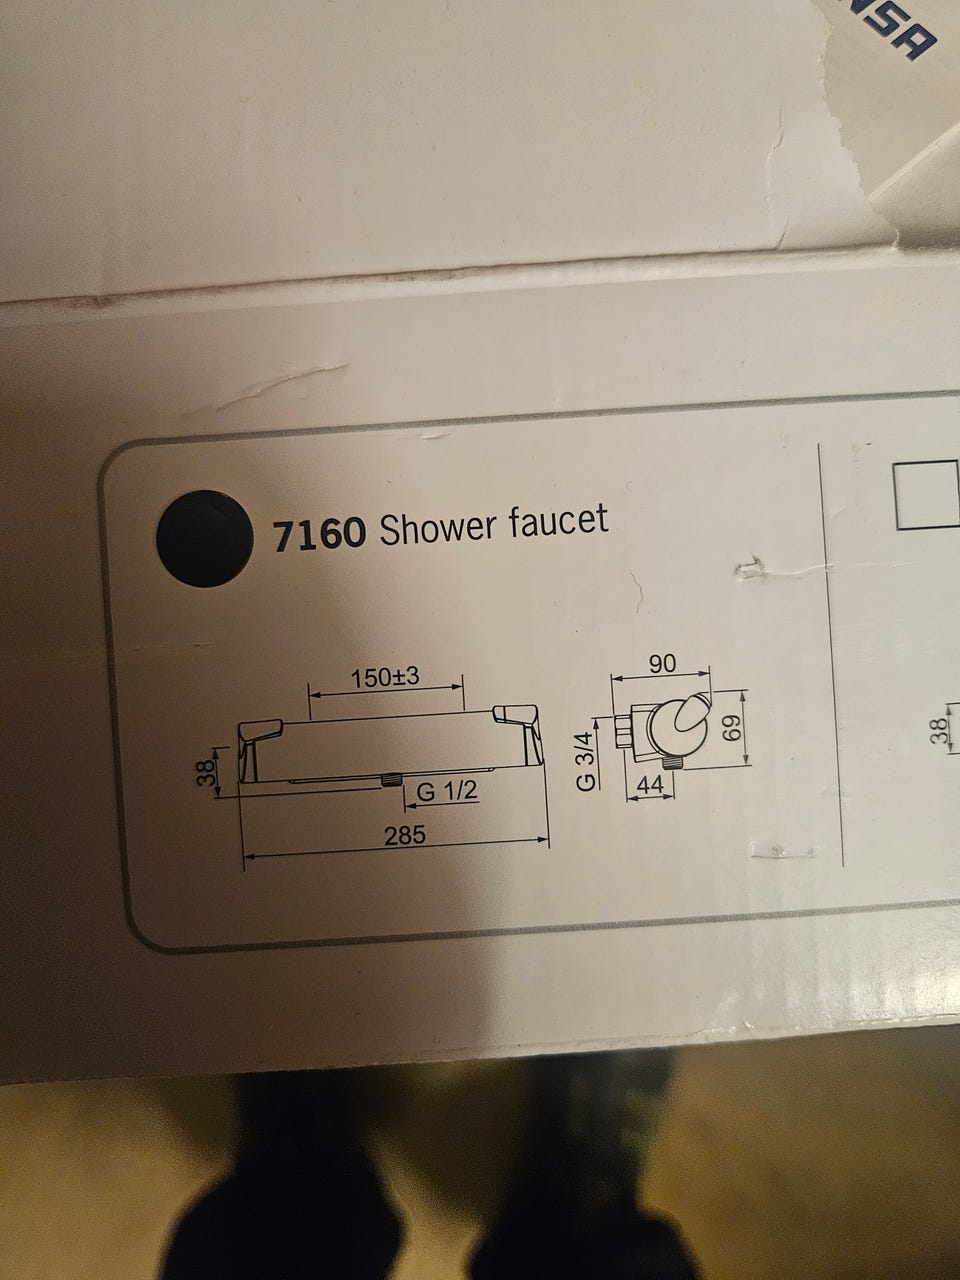 NSA
7160 Shower faucet
150±3
90
38
G 3/4
69
38
G 1/2
44
285